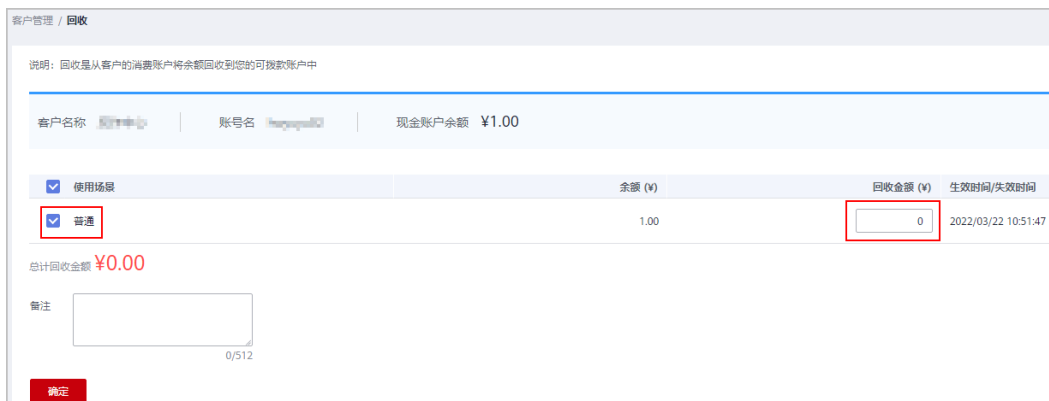 客户管理 / 回收
说明：回收是从客户的消费账户将余额回收到您的可拨款账户中
客户名称 账号名 现金账户余额 ¥1.00
使用场景 余额 (¥) 回收金额 (¥) 生效时间/失效时间
普通 1.00 0 2022/03/22 10:51:47
总计回收金额 ¥0.00
备注
0/512
确定